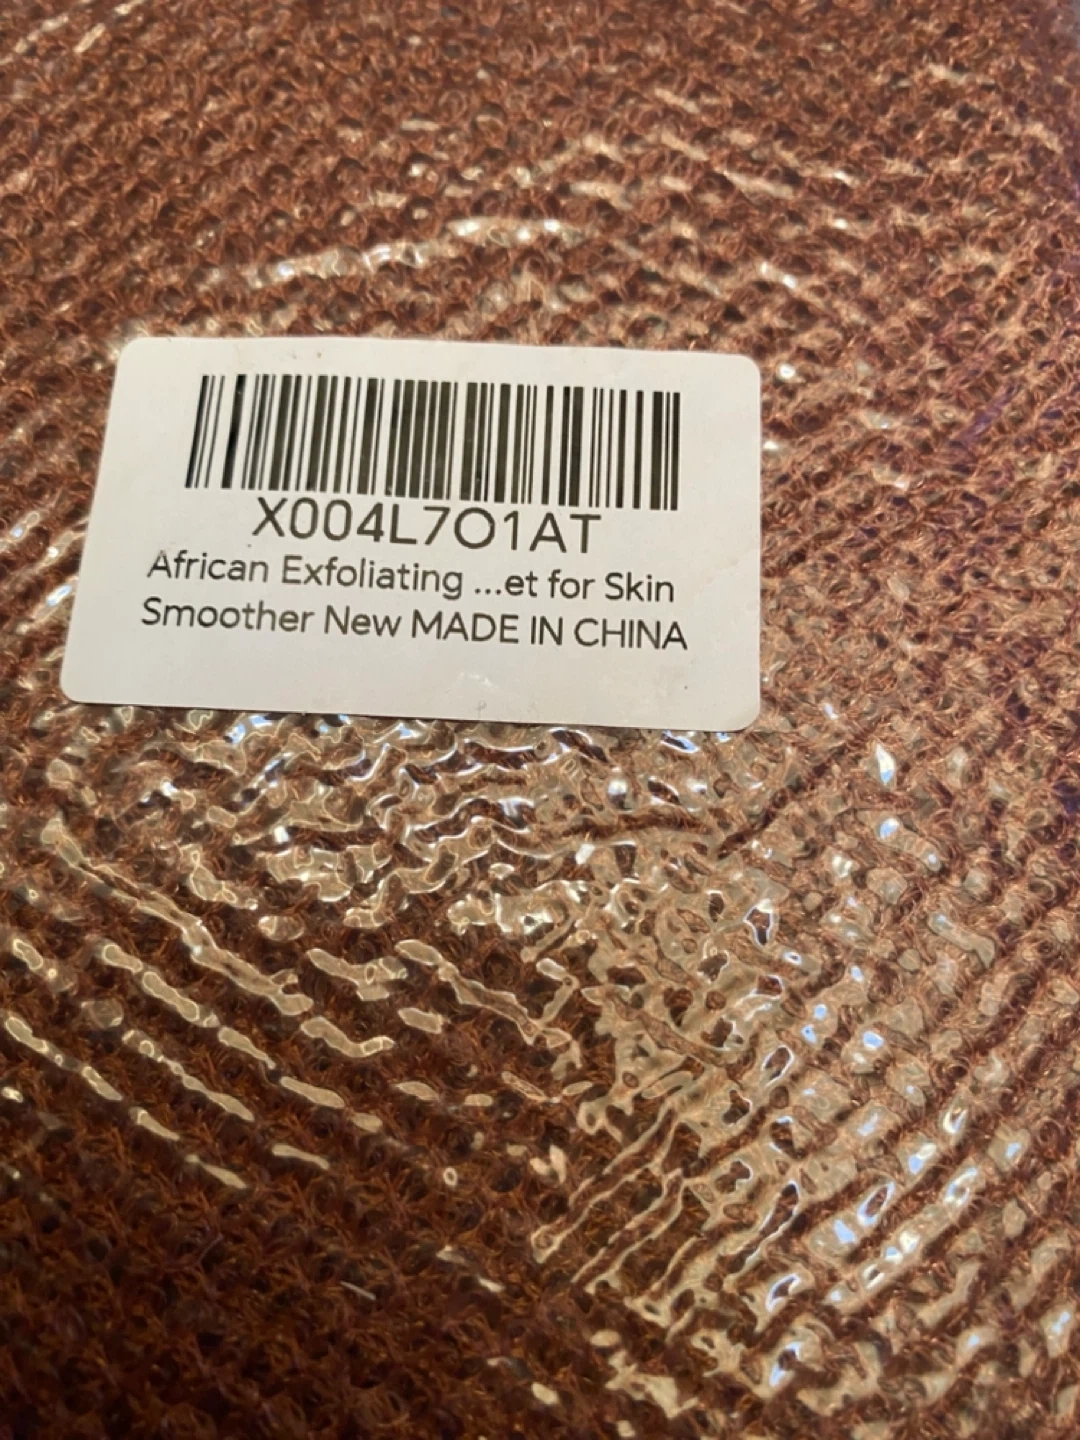 X004L7O1AT
African Exfoliating ...et for Skin
Smoother New MADE IN CHINA